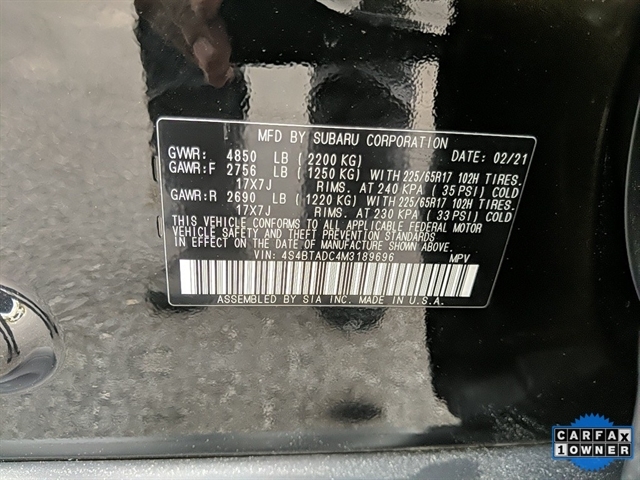 MFD BY SUBARU CORPORATION
GVWR: 4850 LB (2200 KG) DATE: 02/21
GAWR:F 2756 LB (1250 KG) WITH 225/65R17 102H TIRES.
17X7J RIMS. AT 240 KPA (35 PSI) COLD
GAWR:R 2690 LB (1220 KG) WITH 225/65R17 102H TIRES.
17X7J RIMS. AT 230 KPA (33 PSI) COLD
THIS VEHICLE CONFORMS TO ALL APPLICABLE FEDERAL MOTOR
VEHICLE SAFETY AND THEFT PREVENTION STANDARDS IN
EFFECT ON THE DATE OF MANUFACTURE SHOWN ABOVE.
VIN: 4S4BTADC4M3189696 MPV
ASSEMBLED BY SIA INC. MADE IN U.S.A.
CARFAX
1 OWNER